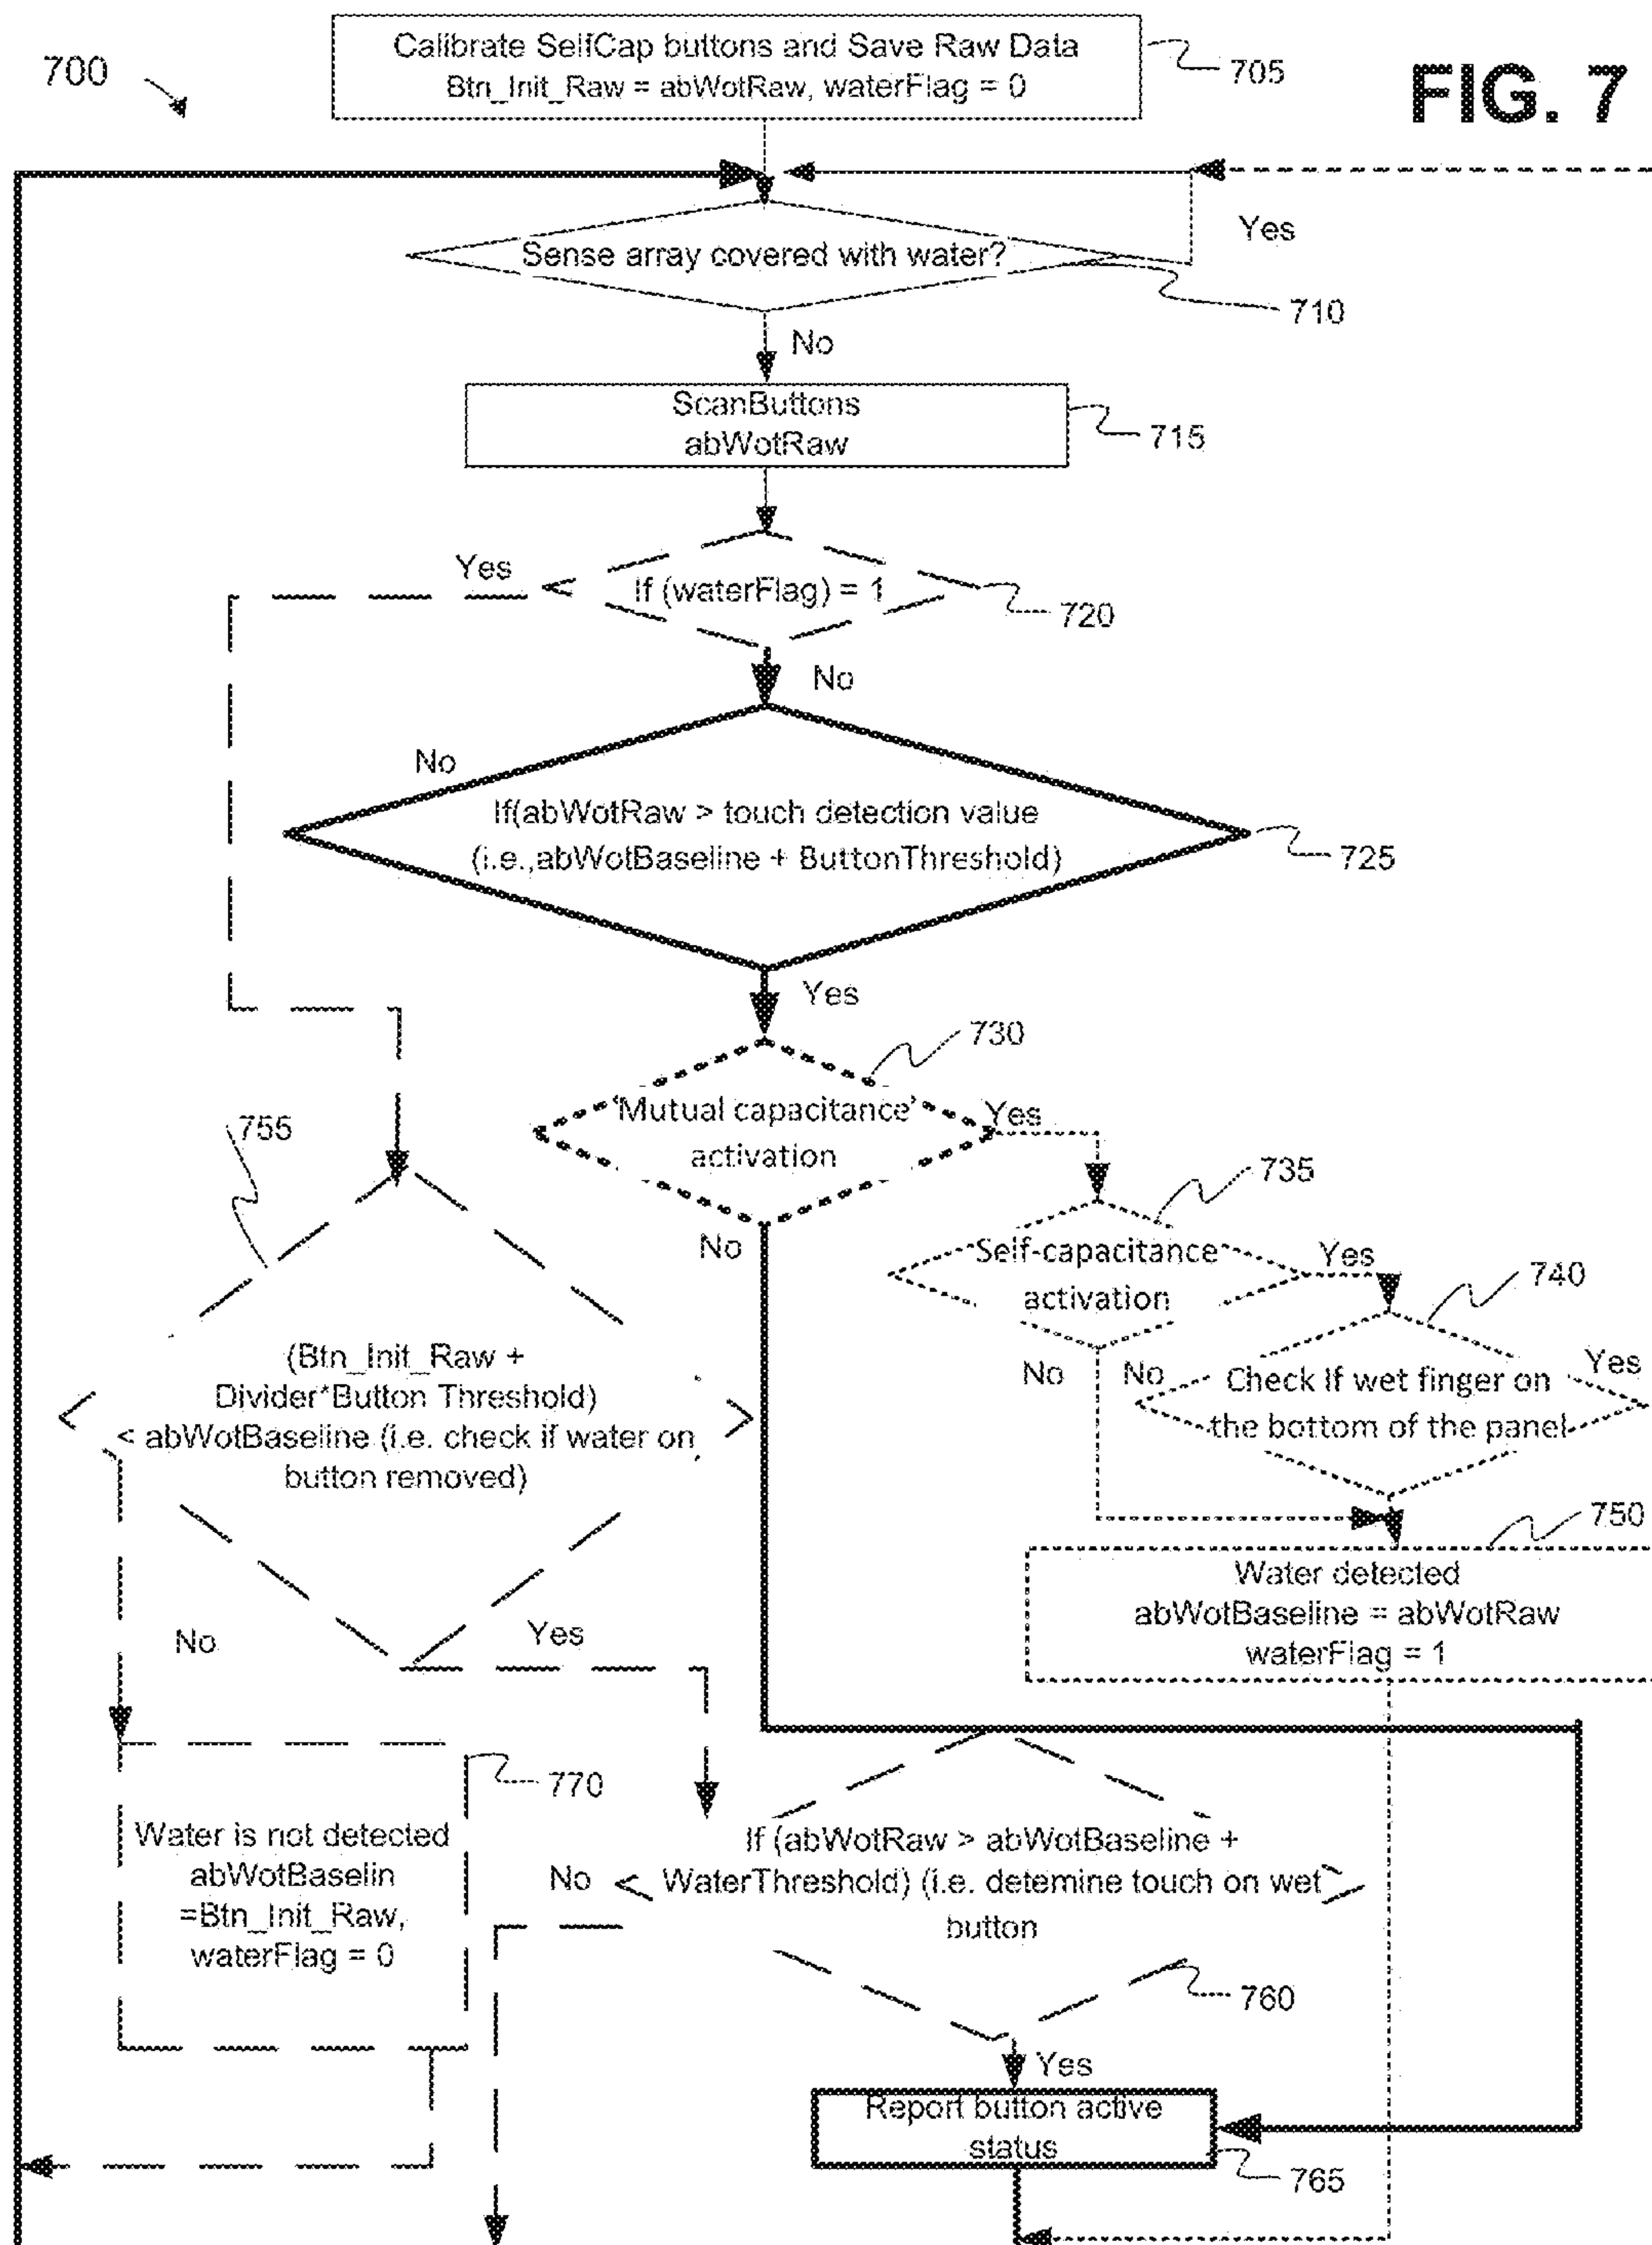 FIG. 7
700
Calibrate SelfCap buttons and Save Raw Data
Btn_Init_Raw = abWotRaw, waterFlag = 0
705
Sense array covered with water?
Yes
710
No
ScanButtons
abWotRaw
715
Yes
If (waterFlag) = 1
720
No
No
If(abWotRaw > touch detection value
(i.e.,abWotBaseline + ButtonThreshold)
725
Yes
730
Mutual capacitance
activation
Yes
No
735
Self-capacitance
activation
Yes
No
740
Check if wet finger on
the bottom of the panel
No
Yes
755
(Btn_Init_Raw +
Divider*Button Threshold)
< abWotBaseline (i.e. check if water on
button removed)
No
Yes
750
Water detected
abWotBaseline = abWotRaw
waterFlag = 1
770
Water is not detected
abWotBaselin
=Btn_Init_Raw,
waterFlag = 0
If (abWotRaw > abWotBaseline +
WaterThreshold) (i.e. detemine touch on wet
button
No
760
Yes
Report button active
status
765